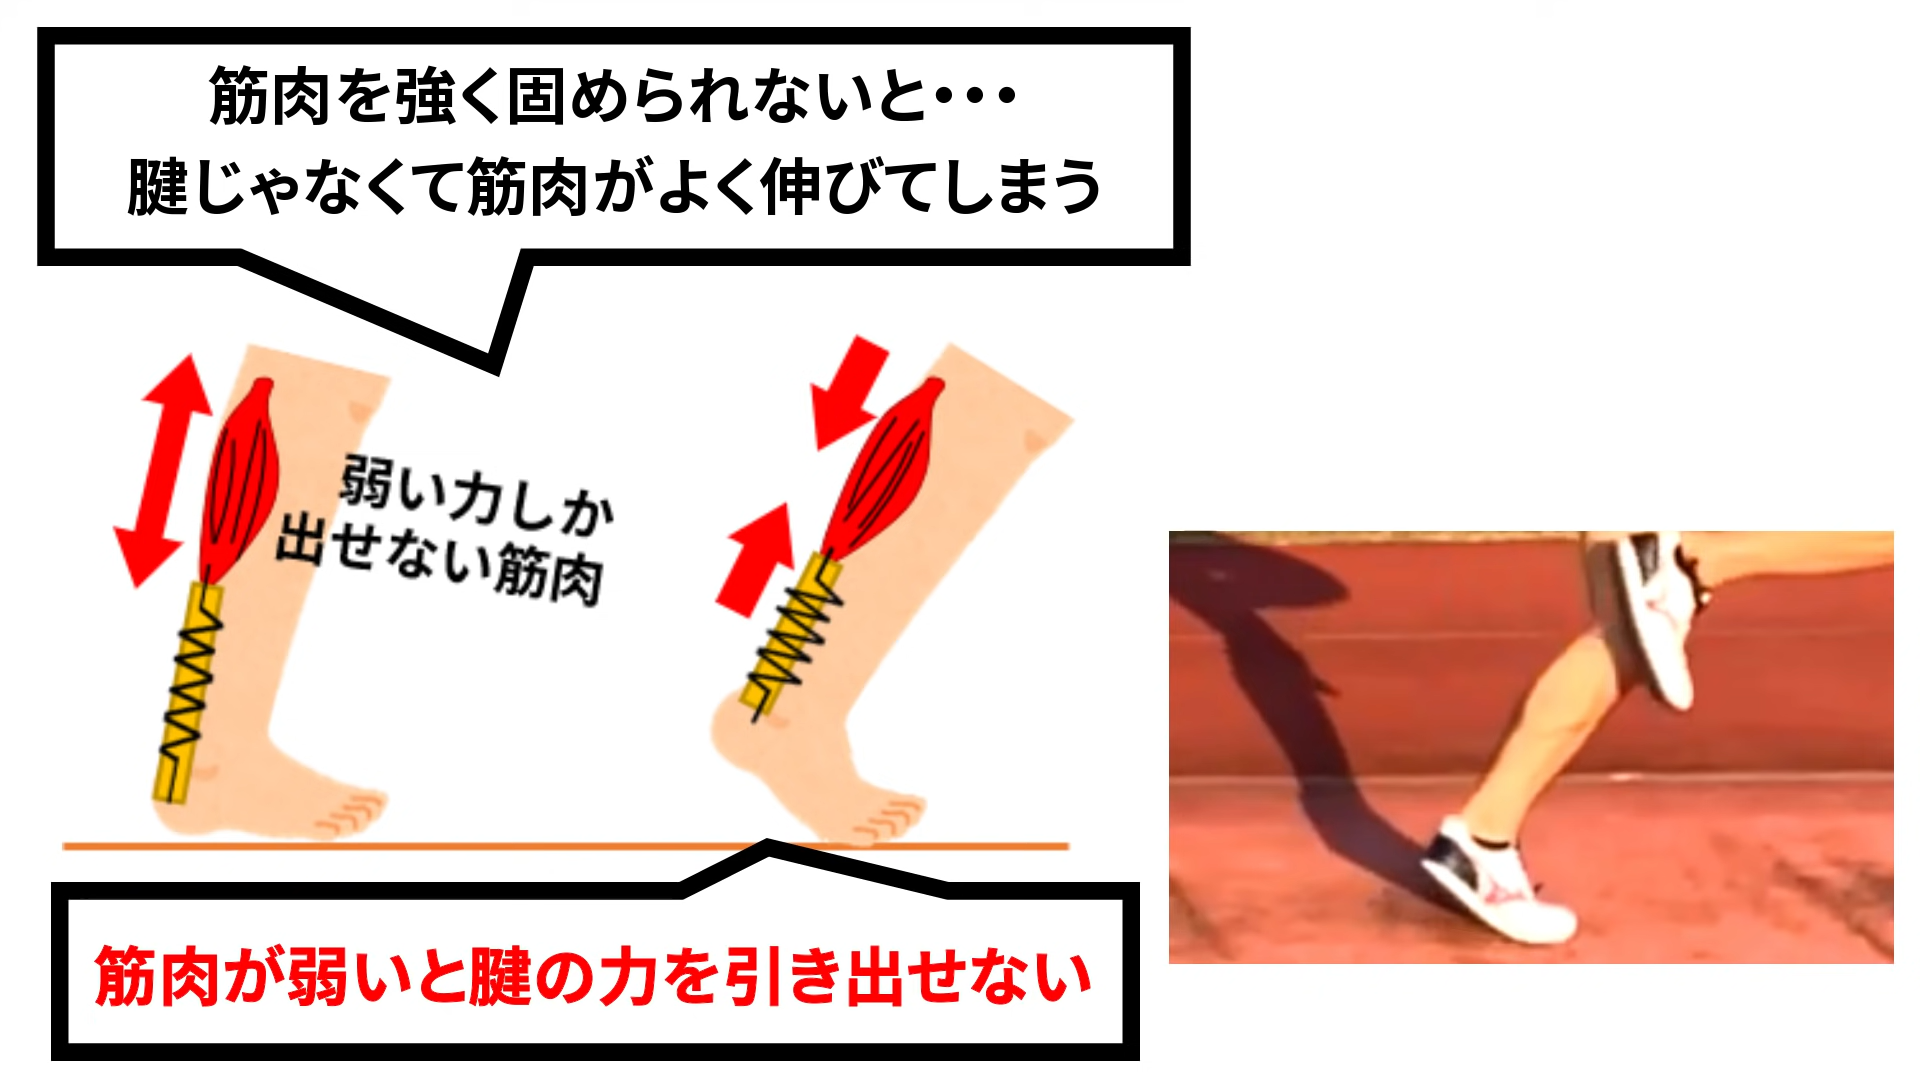 筋肉を強く固められないと・・・
腱じゃなくて筋肉がよく伸びてしまう
弱い力しか
出せない筋肉
筋肉が弱いと腱の力を引き出せない